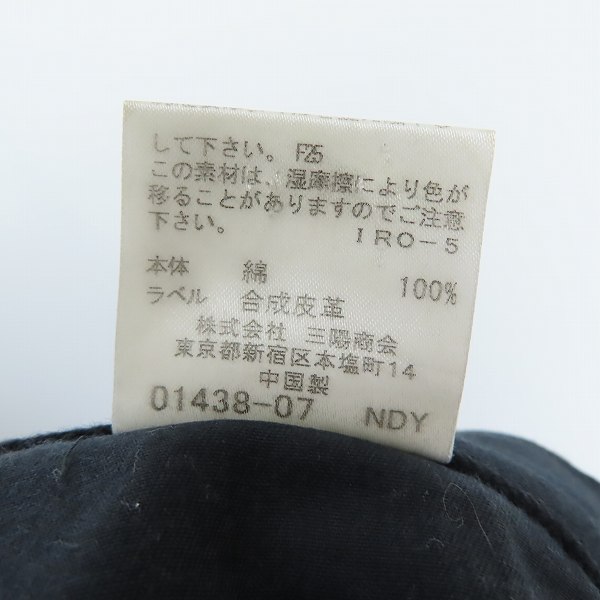 して下さい。 F25
この素材は、湿摩擦により色が
移ることがありますのでご注意
下さい。 IRO-5
本体 綿 100%
ラベル 合成皮革
株式会社 三陽商会
東京都新宿区本塩町14
中国製
01438-07 NDY